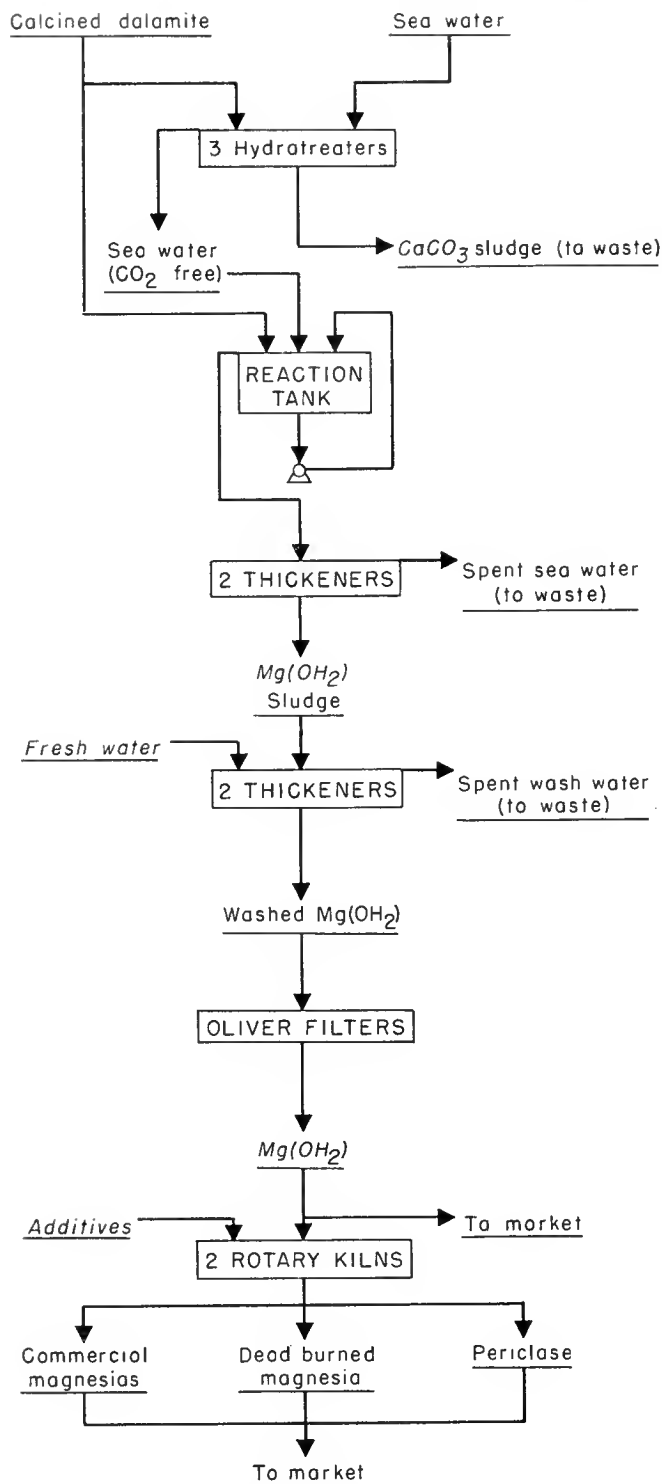 Calcined dalamite
Sea water
3 Hydratreaters
Sea water
(CO2 free)
CaCO3 sludge (to waste)
REACTION
TANK
2 THICKENERS
Spent sea water
(to waste)
Mg(OH2)
Sludge
Fresh water
2 THICKENERS
Spent wash water
(to waste)
Washed Mg(OH2)
OLIVER FILTERS
Mg(OH2)
Additives
Ta market
2 ROTARY KILNS
Commercial
magnesias
Dead burned
magnesia
Periclase
To market